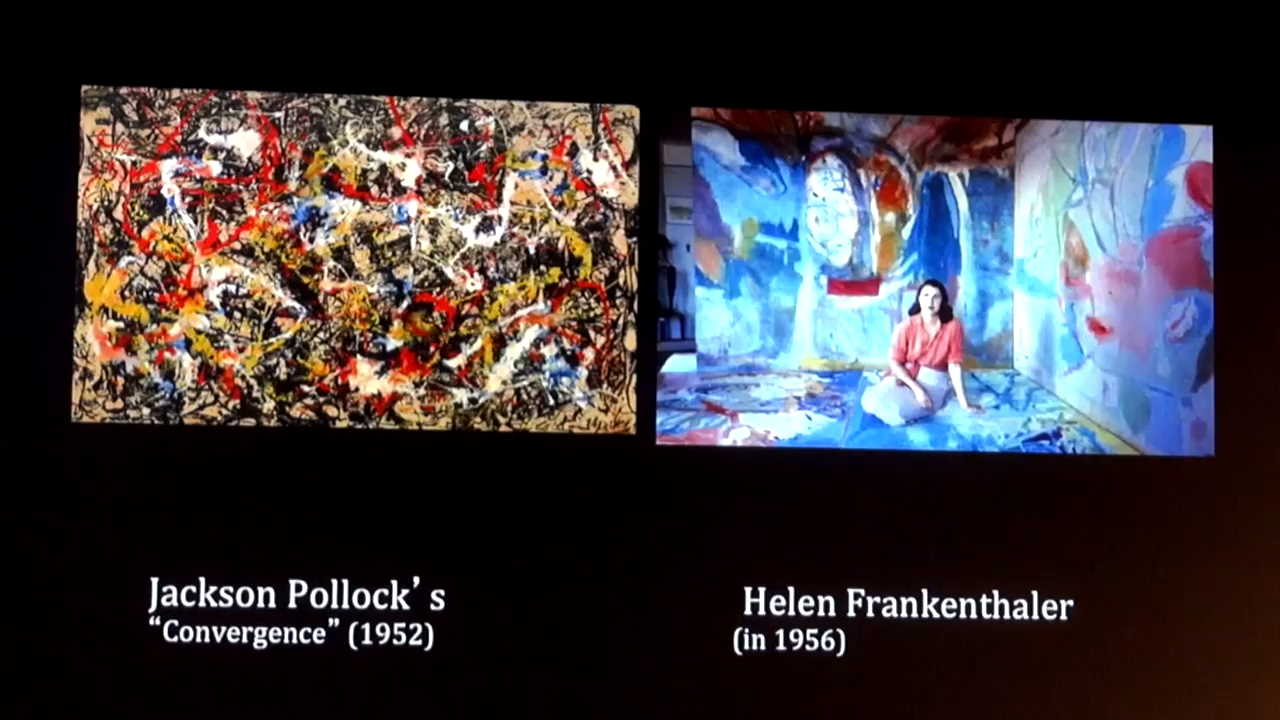 Jackson Pollock’ s
“Convergence” (1952)
Helen Frankenthaler
(in 1956)